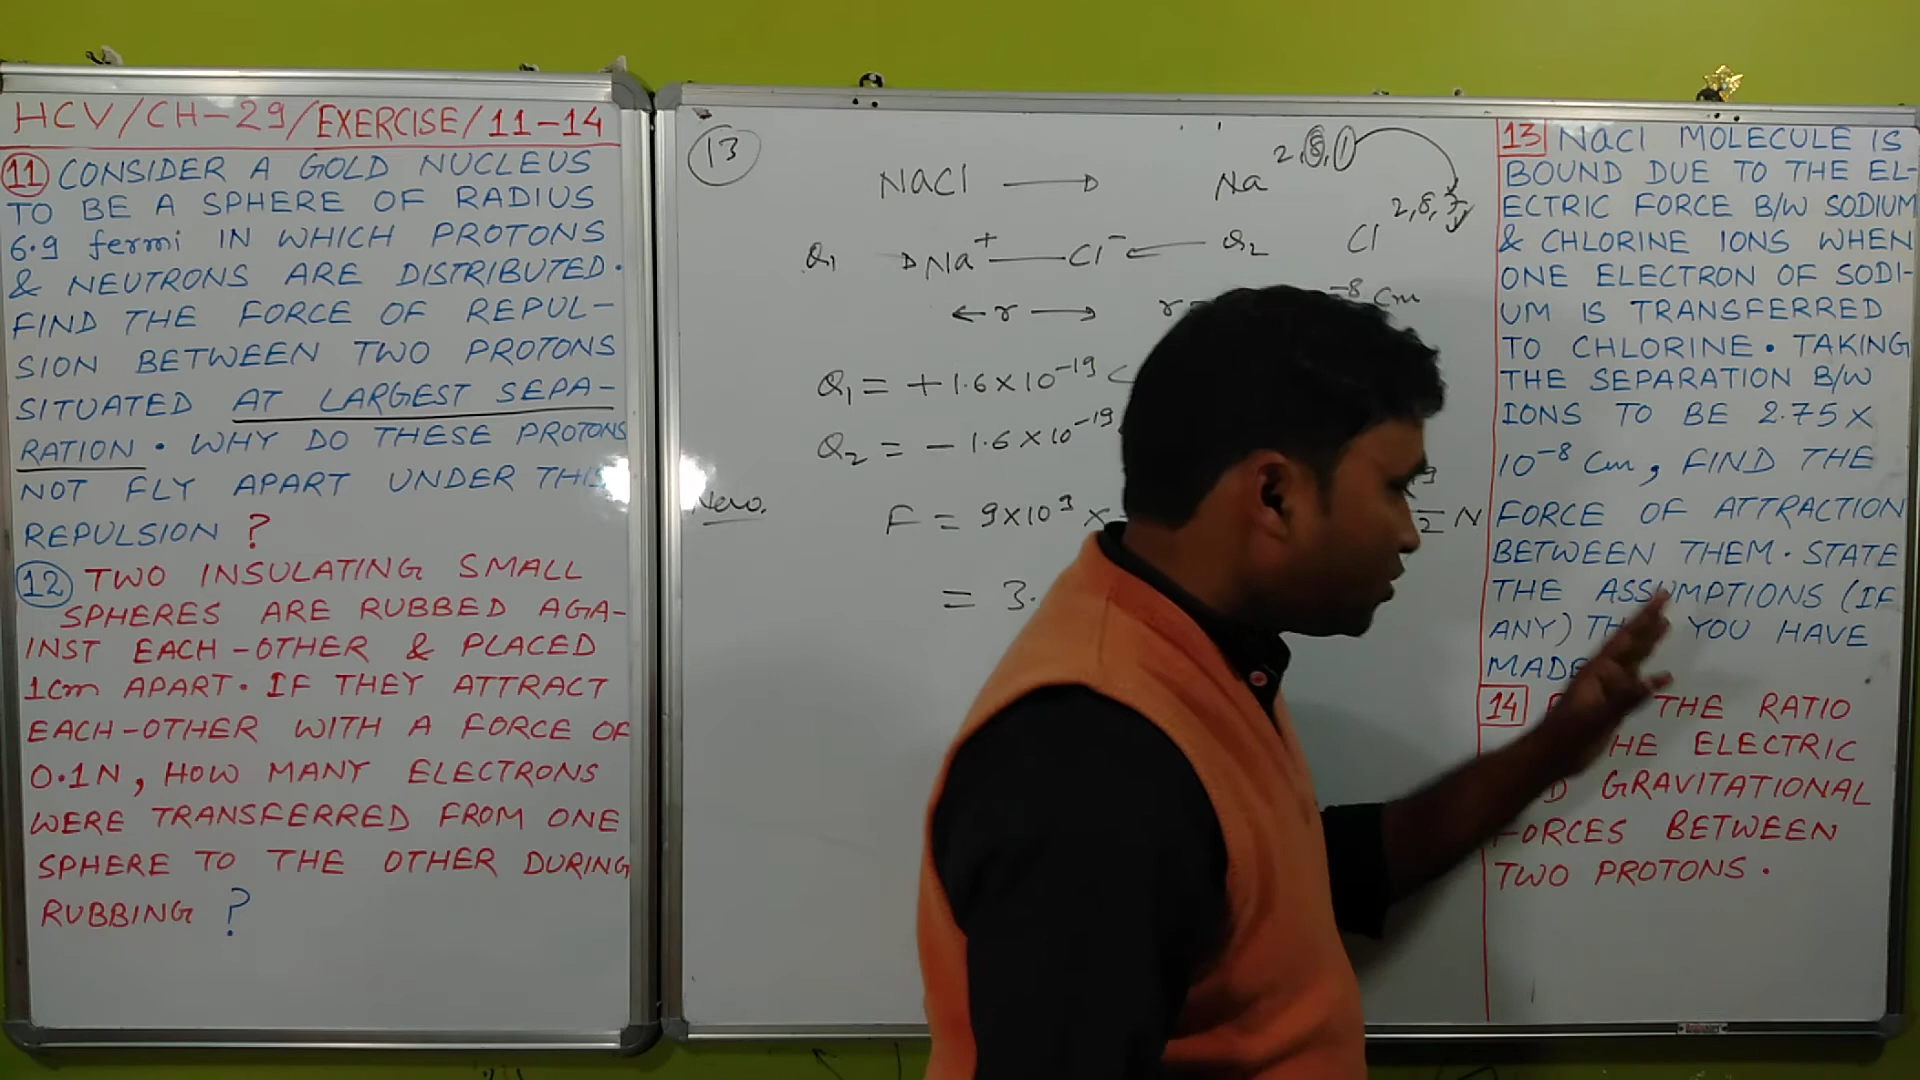 HCV/CH-29/EXERCISE/11-14
11 CONSIDER A GOLD NUCLEUS
TO BE A SPHERE OF RADIUS
6.9 fermi IN WHICH PROTONS
& NEUTRONS ARE DISTRIBUTED.
FIND THE FORCE OF REPUL-
SION BETWEEN TWO PROTONS
SITUATED AT LARGEST SEPA-
RATION. WHY DO THESE PROTONS
NOT FLY APART UNDER THIS
REPULSION ?
12 TWO INSULATING SMALL
SPHERES ARE RUBBED AGA-
INST EACH-OTHER & PLACED
1cm APART. IF THEY ATTRACT
EACH-OTHER WITH A FORCE OF
0.1N, HOW MANY ELECTRONS
WERE TRANSFERRED FROM ONE
SPHERE TO THE OTHER DURING
RUBBING ?
13
NaCl → Na 2,8,1
2,8,7
Q1 Na+ — Cl- Q2 Cl
← r → r -8 cm
Q1 = +1.6×10-19 C
Q2 = -1.6×10-19
Now.
F = 9×10 9 × 2 N
= 3.
13 NaCl MOLECULE IS
BOUND DUE TO THE EL-
ECTRIC FORCE B/W SODIUM
& CHLORINE IONS WHEN
ONE ELECTRON OF SODI-
UM IS TRANSFERRED
TO CHLORINE. TAKING
THE SEPARATION B/W
IONS TO BE 2.75×
10-8 cm, FIND THE
FORCE OF ATTRACTION
BETWEEN THEM. STATE
THE ASSUMPTIONS (IF
ANY) YOU HAVE
MADE
14 THE RATIO
HE ELECTRIC
D GRAVITATIONAL
FORCES BETWEEN
TWO PROTONS.